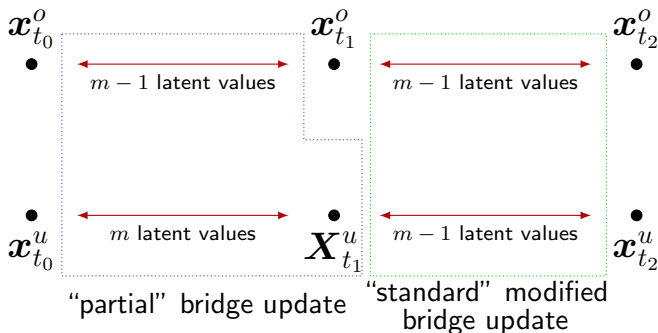 x^o_{t_0} x^o_{t_1} x^o_{t_2}
m − 1 latent values m − 1 latent values
m latent values m − 1 latent values
x^u_{t_0} X^u_{t_1} x^u_{t_2}
“partial” bridge update
“standard” modified
bridge update